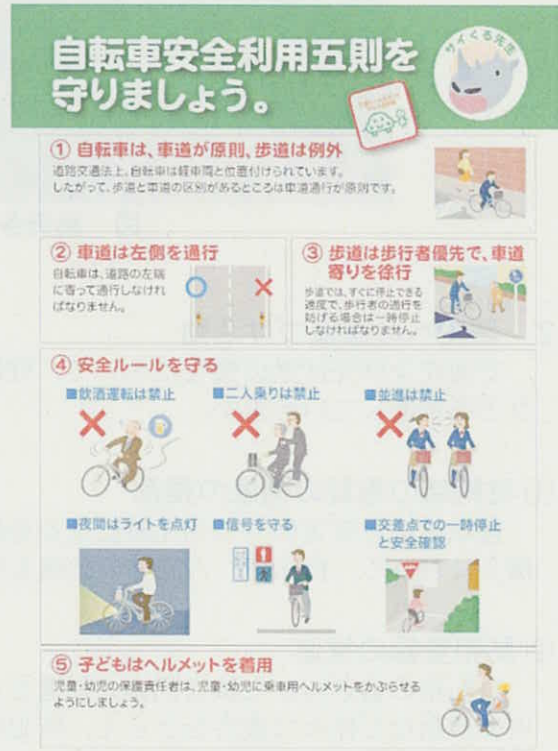 自転車安全利用五則を
守りましょう。
サイくる先生
① 自転車は、車道が原則、歩道は例外
道路交通法上、自転車は軽車両と位置付けられています。
したがって、歩道と車道の区別があるところは車道通行が原則です。
② 車道は左側を通行
自転車は、道路の左端
に寄って通行しなけれ
ばなりません。
③ 歩道は歩行者優先で、車道
寄りを徐行
歩道では、すぐに停止できる
速度で、歩行者の通行を
妨げる場合は一時停止
しなければなりません。
④ 安全ルールを守る
■飲酒運転は禁止
■二人乗りは禁止
■並進は禁止
■夜間はライトを点灯
■信号を守る
■交差点での一時停止
と安全確認
⑤ 子どもはヘルメットを着用
児童・幼児の保護責任者は、児童・幼児に乗車用ヘルメットをかぶらせる
ようにしましょう。